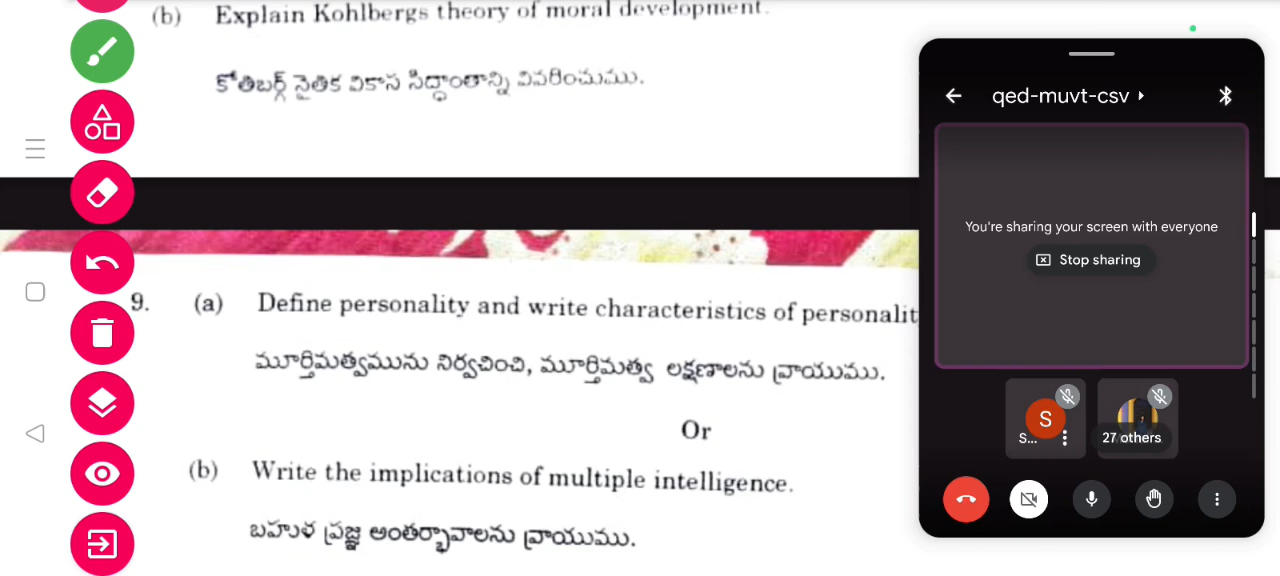 (b) Explain Kohlbergs theory of moral development.
కోతిబర్గ్ నైతిక వికాస సిద్ధాంతాన్ని వివరించుము.
qed-muvt-csv
You're sharing your screen with everyone
Stop sharing
9. (a) Define personality and write characteristics of personalit
మూర్తిమత్వమును నిర్వచించి, మూర్తిమత్వ లక్షణాలను వ్రాయుము.
Or
S
S...
27 others
(b) Write the implications of multiple intelligence.
బహుళ ప్రజ్ఞ అంతర్భావాలను వ్రాయుము.